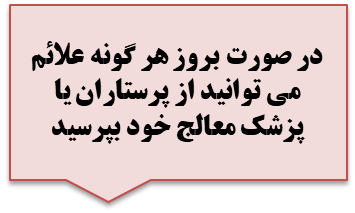 در صورت بروز هر گونه علائم
می توانید از پرستاران یا
پزشک معالج خود بپرسید